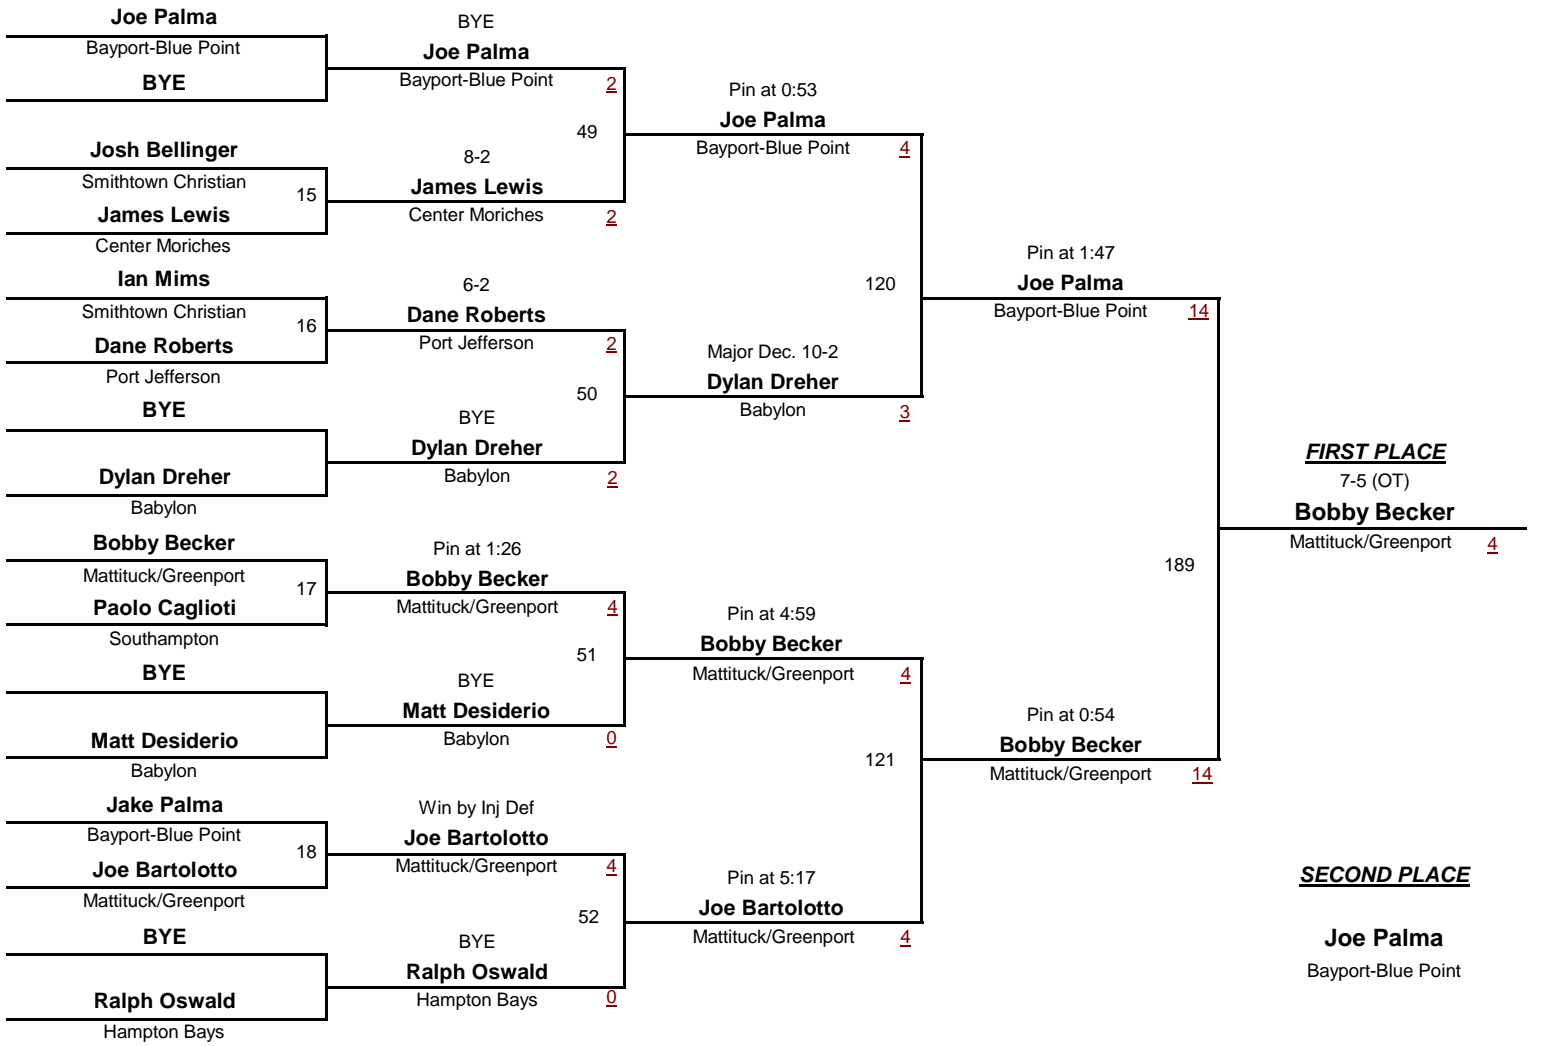 Joe Palma
Bayport-Blue Point
BYE
Josh Bellinger
Smithtown Christian
15
James Lewis
Center Moriches
Ian Mims
Smithtown Christian
16
Dane Roberts
Port Jefferson
BYE
Dylan Dreher
Babylon
Bobby Becker
Mattituck/Greenport
17
Paolo Caglioti
Southampton
BYE
Matt Desiderio
Babylon
Jake Palma
Bayport-Blue Point
18
Joe Bartolotto
Mattituck/Greenport
BYE
Ralph Oswald
Hampton Bays
BYE
Joe Palma
Bayport-Blue Point 2
49
8-2
James Lewis
Center Moriches 2
6-2
Dane Roberts
Port Jefferson 2
50
BYE
Dylan Dreher
Babylon 2
Pin at 1:26
Bobby Becker
Mattituck/Greenport 4
51
BYE
Matt Desiderio
Babylon 0
Win by Inj Def
Joe Bartolotto
Mattituck/Greenport 4
52
BYE
Ralph Oswald
Hampton Bays 0
Pin at 0:53
Joe Palma
Bayport-Blue Point 4
120
Major Dec. 10-2
Dylan Dreher
Babylon 3
Pin at 4:59
Bobby Becker
Mattituck/Greenport 4
121
Pin at 5:17
Joe Bartolotto
Mattituck/Greenport 4
Pin at 1:47
Joe Palma
Bayport-Blue Point 14
189
Pin at 0:54
Bobby Becker
Mattituck/Greenport 14
FIRST PLACE
7-5 (OT)
Bobby Becker
Mattituck/Greenport 4
SECOND PLACE
Joe Palma
Bayport-Blue Point